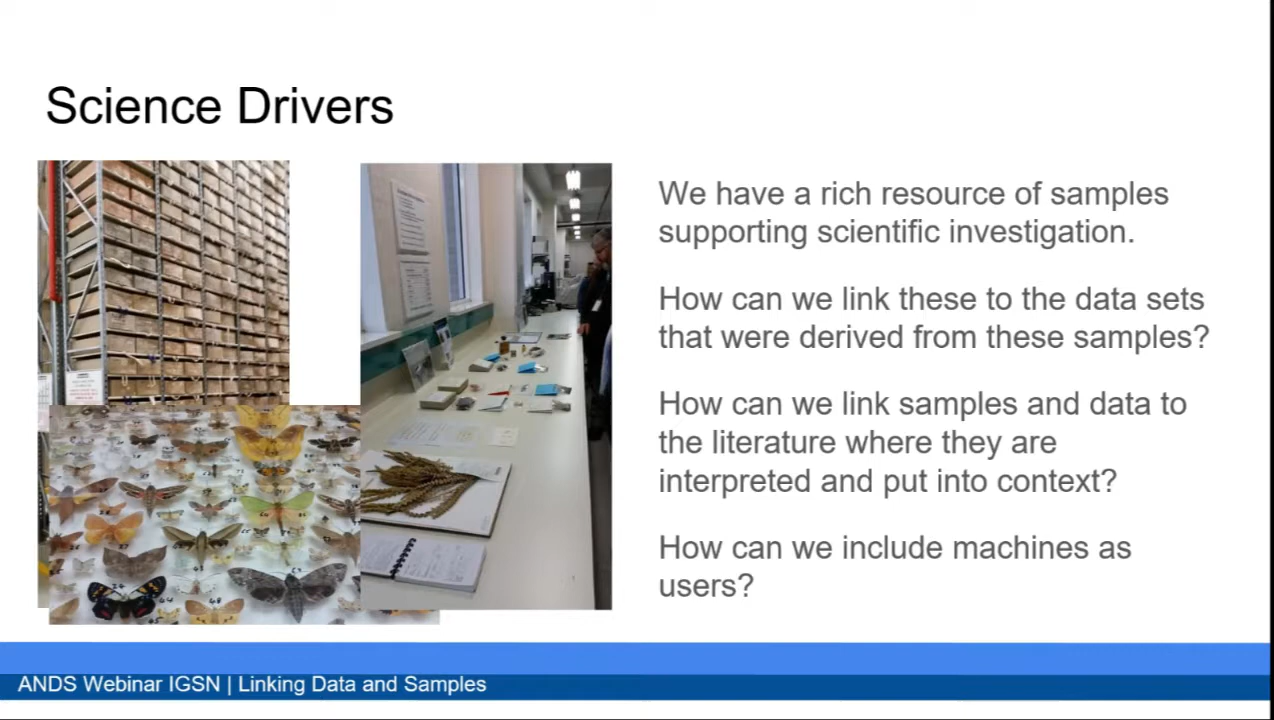 Science Drivers
We have a rich resource of samples
supporting scientific investigation.
How can we link these to the data sets
that were derived from these samples?
How can we link samples and data to
the literature where they are
interpreted and put into context?
How can we include machines as
users?
ANDS Webinar IGSN | Linking Data and Samples